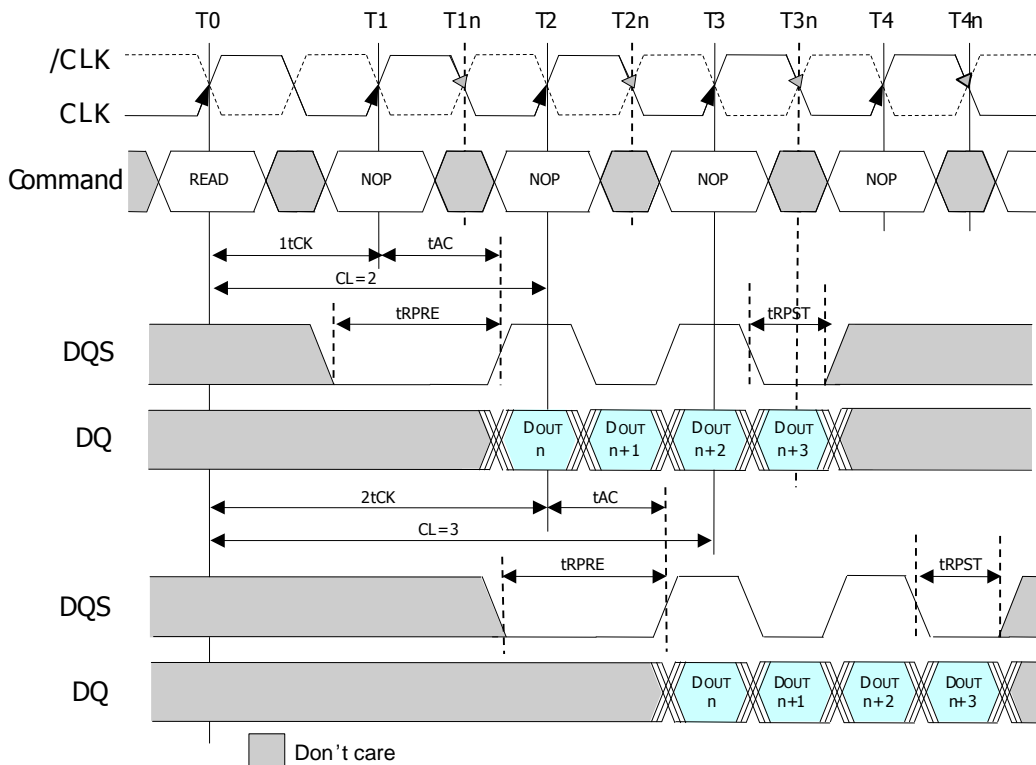 T0 T1 T1n T2 T2n T3 T3n T4 T4n
/CLK
CLK
Command READ NOP NOP NOP NOP
1tCK tAC
CL=2
tRPRE tRPST
DQS
DQ DOUT n DOUT n+1 DOUT n+2 DOUT n+3
2tCK tAC
CL=3
tRPRE tRPST
DQS
DQ DOUT n DOUT n+1 DOUT n+2 DOUT n+3
Don't care